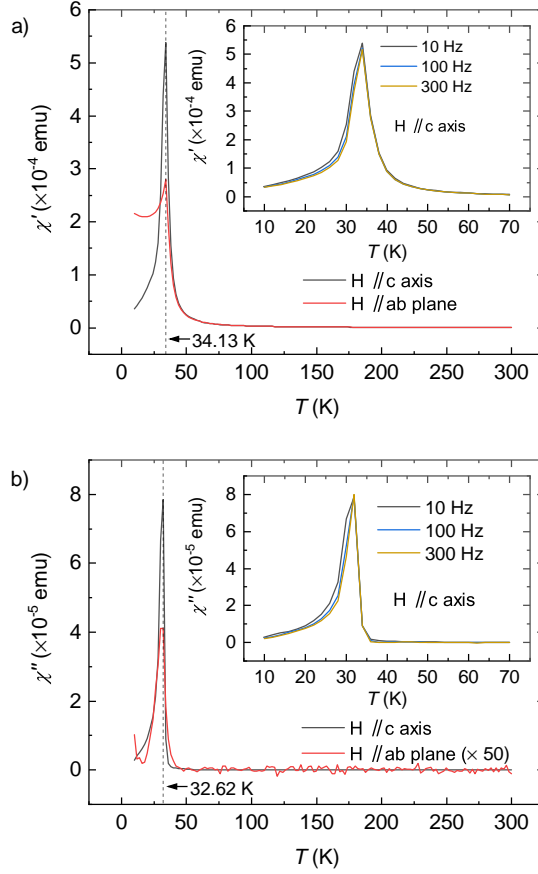 a)
χ′ (×10⁻⁴ emu)
6
5
4
3
2
1
0
0 50 100 150 200 250 300
T (K)
H //c axis
H //ab plane
34.13 K
χ′ (×10⁻⁴ emu)
6
5
4
3
2
1
0
10 20 30 40 50 60 70
T (K)
10 Hz
100 Hz
300 Hz
H //c axis
b)
χ″ (×10⁻⁵ emu)
8
6
4
2
0
0 50 100 150 200 250 300
T (K)
H //c axis
H //ab plane (× 50)
32.62 K
χ″ (×10⁻⁵ emu)
8
6
4
2
0
10 20 30 40 50 60 70
T (K)
10 Hz
100 Hz
300 Hz
H //c axis